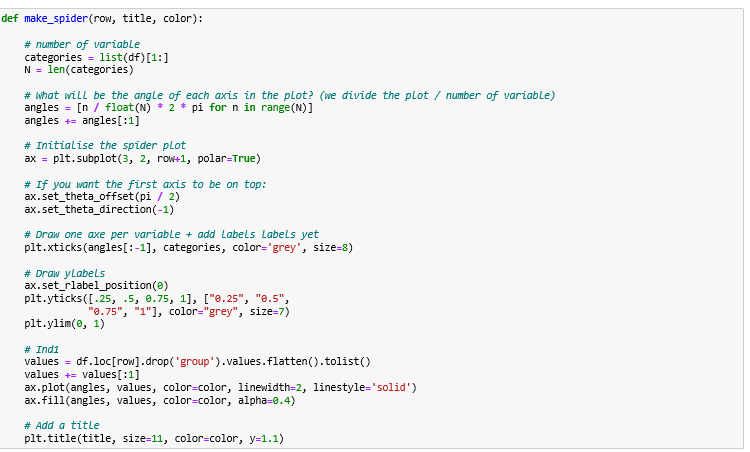 def make_spider(row, title, color):
# number of variable
categories = list(df)[1:]
N = len(categories)
# What will be the angle of each axis in the plot? (we divide the plot / number of variable)
angles = [n / float(N) * 2 * pi for n in range(N)]
angles += angles[:1]
# Initialise the spider plot
ax = plt.subplot(3, 2, row+1, polar=True)
# If you want the first axis to be on top:
ax.set_theta_offset(pi / 2)
ax.set_theta_direction(-1)
# Draw one axe per variable + add labels labels yet
plt.xticks(angles[:-1], categories, color='grey', size=8)
# Draw ylabels
ax.set_rlabel_position(0)
plt.yticks([.25, .5, 0.75, 1], ["0.25", "0.5",
"0.75", "1"], color="grey", size=7)
plt.ylim(0, 1)
# Ind1
values = df.loc[row].drop('group').values.flatten().tolist()
values += values[:1]
ax.plot(angles, values, color=color, linewidth=2, linestyle='solid')
ax.fill(angles, values, color=color, alpha=0.4)
# Add a title
plt.title(title, size=11, color=color, y=1.1)